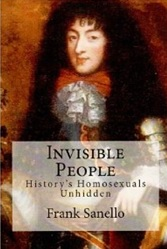 INVISIBLE
PEOPLE
History's Homosexuals
Unhidden
Frank Sanello